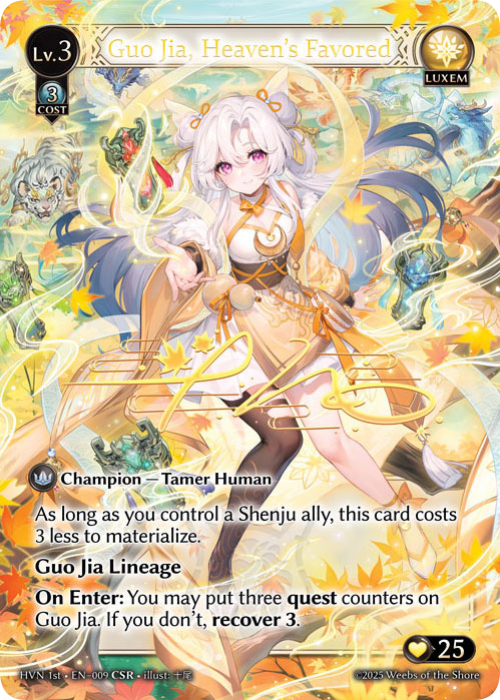 Lv.3
Guo Jia, Heaven's Favored
LUXEM
3
COST
Champion — Tamer Human
As long as you control a Shenju ally, this card costs
3 less to materialize.
Guo Jia Lineage
On Enter: You may put three quest counters on
Guo Jia. If you don't, recover 3.
25
HVN 1st • EN-009 CSR • illust: 十尾
©2025 Weebs of the Shore